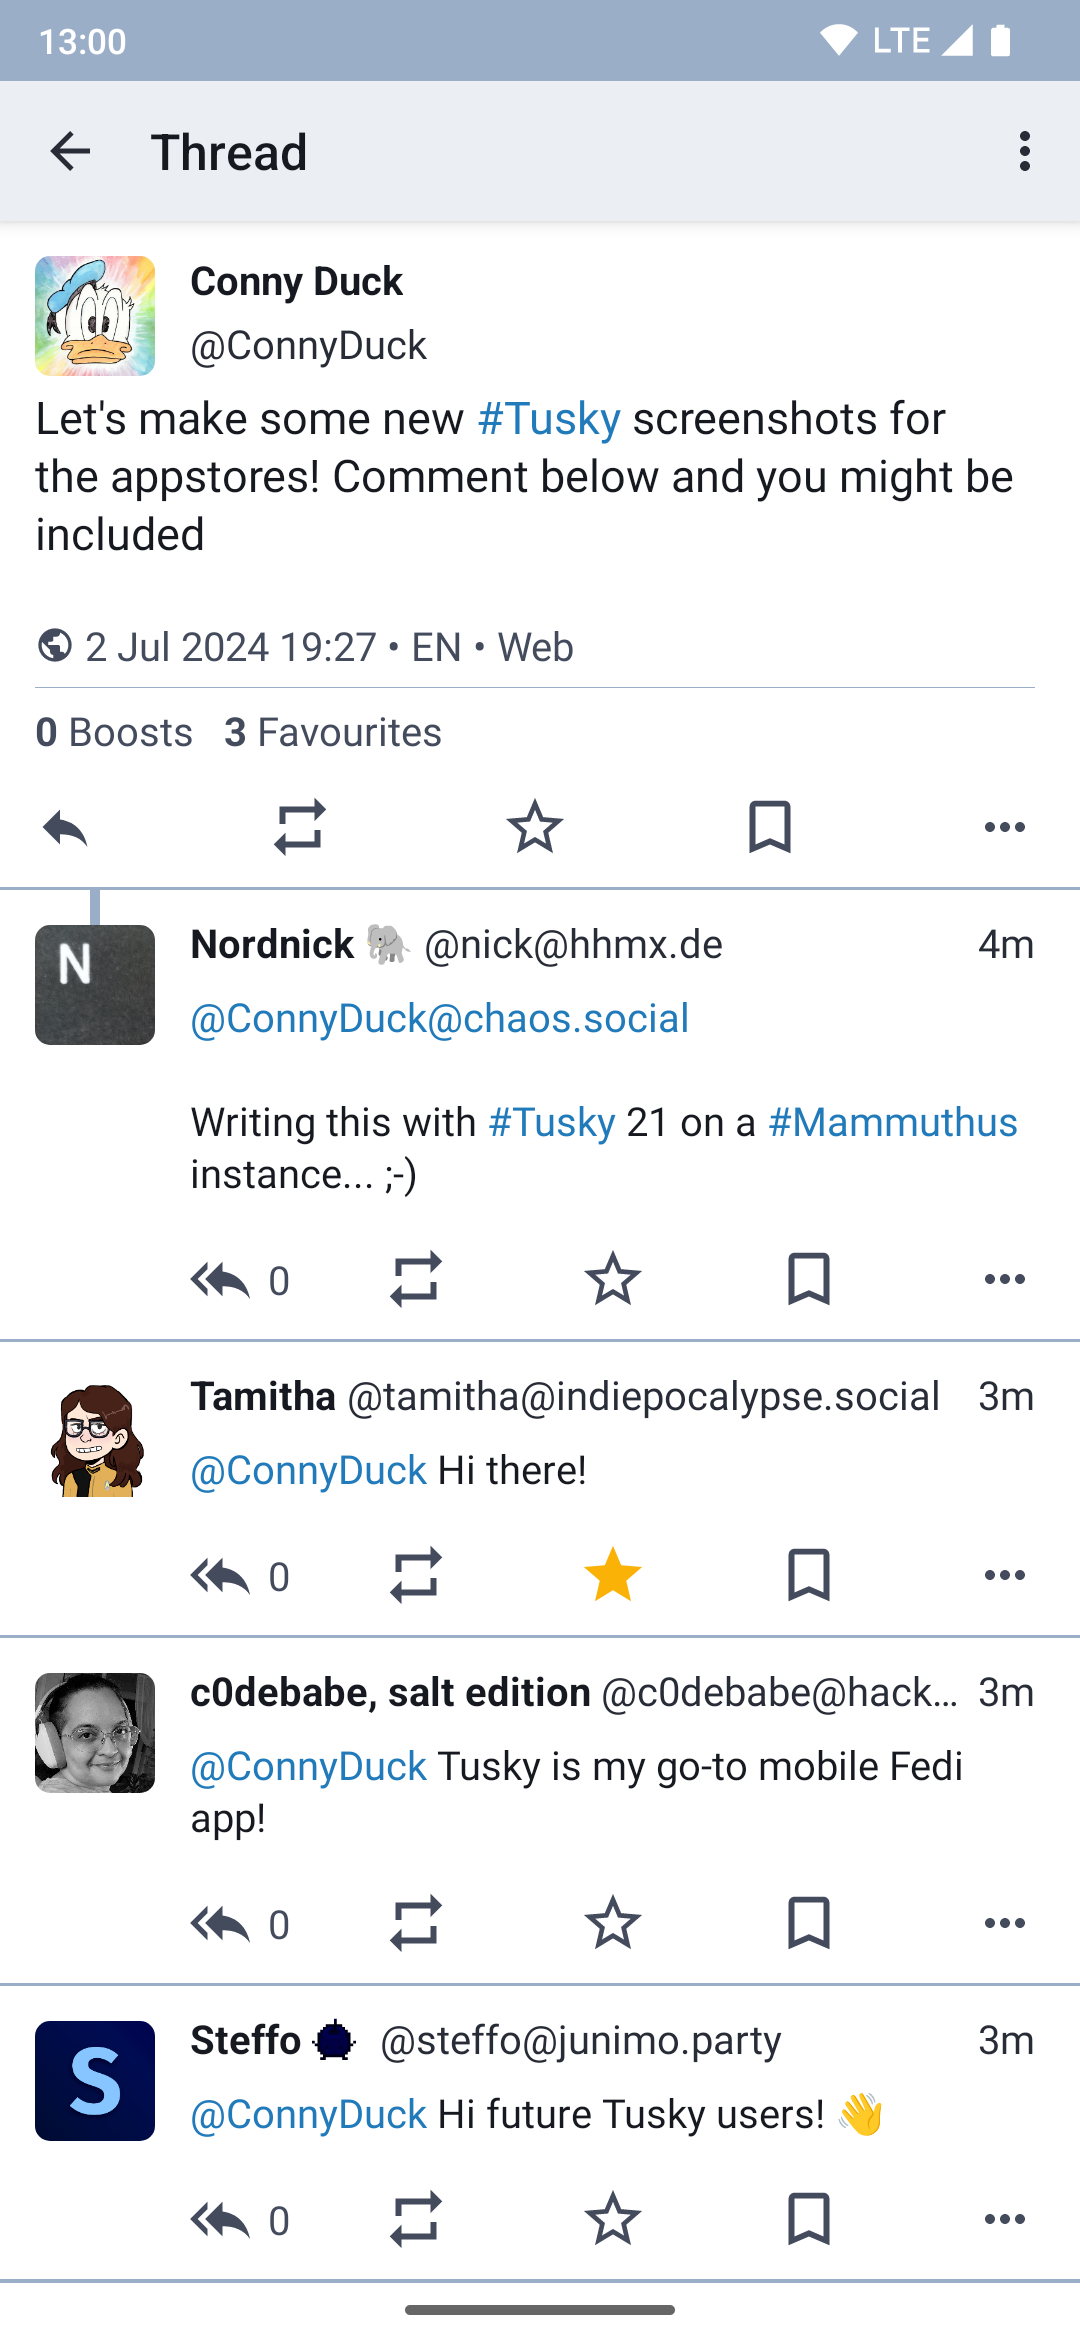 13:00 LTE
Thread
Conny Duck
@ConnyDuck
Let's make some new #Tusky screenshots for
the appstores! Comment below and you might be
included
2 Jul 2024 19:27 • EN • Web
0 Boosts 3 Favourites
N
Nordnick 🐘 @nick@hhmx.de 4m
@ConnyDuck@chaos.social
Writing this with #Tusky 21 on a #Mammuthus
instance... ;-)
0
Tamitha @tamitha@indiepocalypse.social 3m
@ConnyDuck Hi there!
0
c0debabe, salt edition @c0debabe@hack... 3m
@ConnyDuck Tusky is my go-to mobile Fedi
app!
0
S
Steffo @steffo@junimo.party 3m
@ConnyDuck Hi future Tusky users! 👋
0